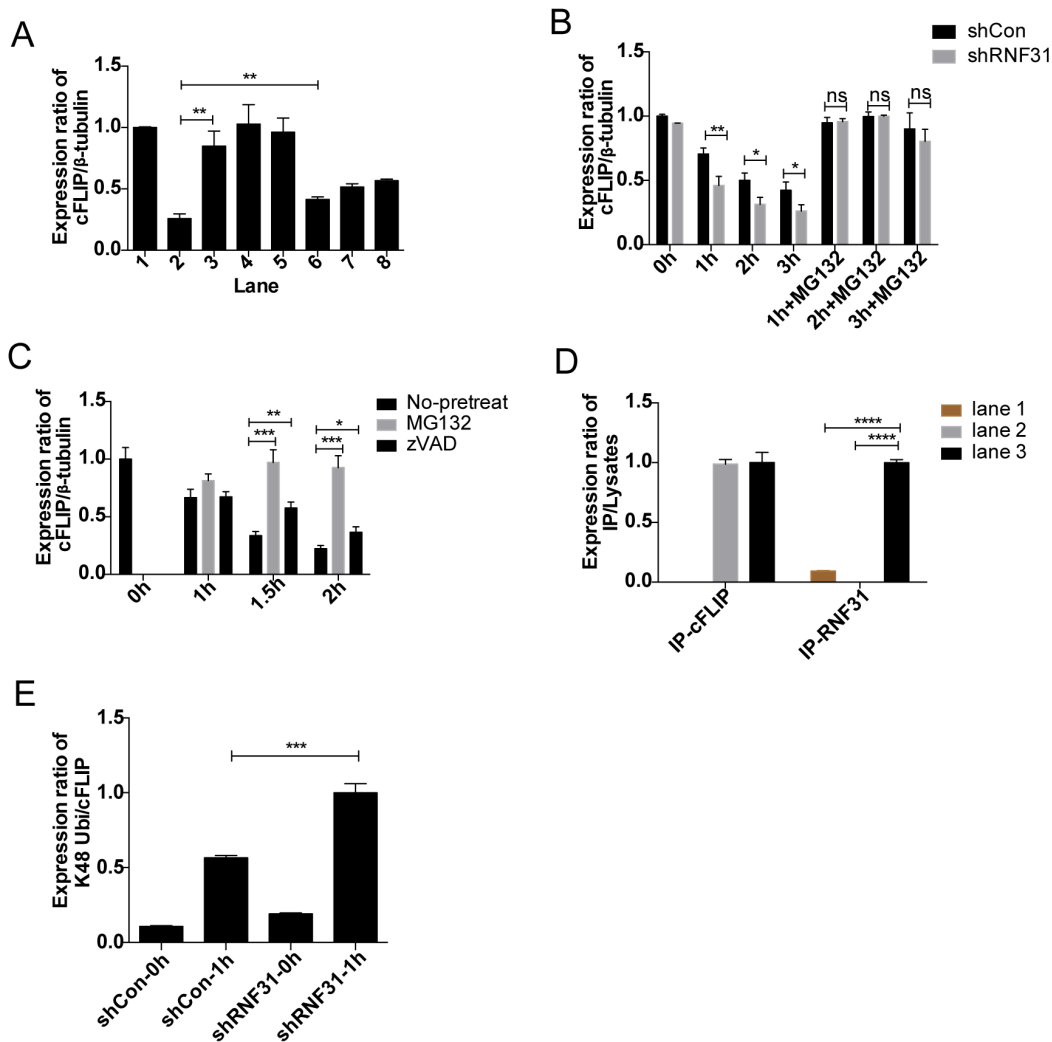 A
Expression ratio of
cFLIP/β-tubulin
1.5
1.0
0.5
0.0
**
**
1 2 3 4 5 6 7 8
Lane
B
shCon
shRNF31
Expression ratio of
cFLIP/β-tubulin
1.5
1.0
0.5
0.0
** * * ns ns ns
0h 1h 2h 3h 1h+MG132 2h+MG132 3h+MG132
C
No-pretreat
MG132
zVAD
Expression ratio of
cFLIP/β-tubulin
1.5
1.0
0.5
0.0
** *
*** ***
0h 1h 1.5h 2h
D
lane 1
lane 2
lane 3
Expression ratio of
IP/Lysates
1.5
1.0
0.5
0.0
****
****
IP-cFLIP IP-RNF31
E
Expression ratio of
K48 Ubi/cFLIP
1.5
1.0
0.5
0.0
***
shCon-0h shCon-1h shRNF31-0h shRNF31-1h